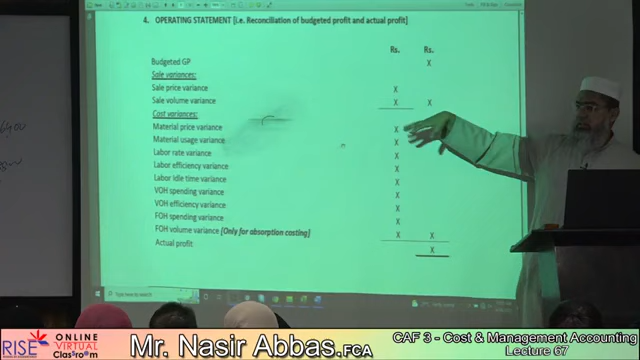 4. OPERATING STATEMENT [i.e. Reconciliation of budgeted profit and actual profit]
Rs. Rs.
Budgeted GP X
Sale variances:
Sale price variance X
Sale volume variance X X
Cost variances:
Material price variance X
Material usage variance X
Labor rate variance X
Labor efficiency variance X
Labor idle time variance X
VOH spending variance X
VOH efficiency variance X
FOH spending variance X
FOH volume variance [Only for absorption costing] X X
Actual profit X
RISE ONLINE VIRTUAL Classroom
Mr. Nasir Abbas.FCA
CAF 3 - Cost & Management Accounting
Lecture 67